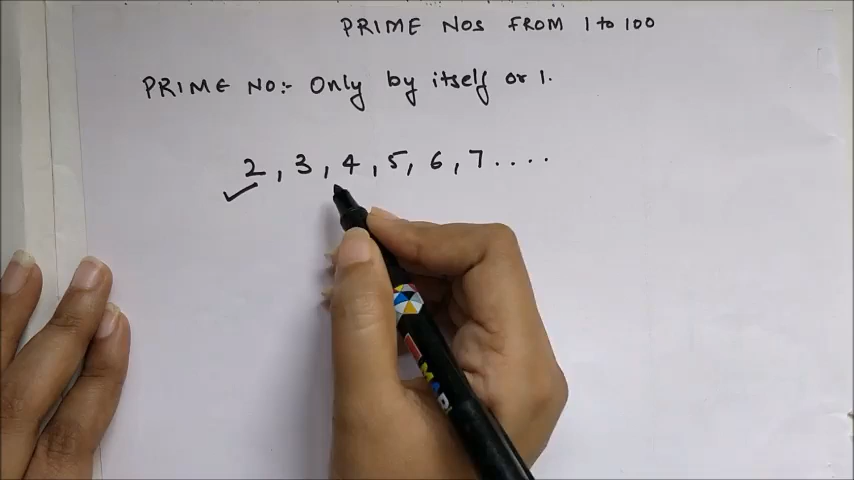 PRIME NOS FROM 1 to 100
PRIME NO:- Only by itself or 1.
2, 3, 4, 5, 6, 7....